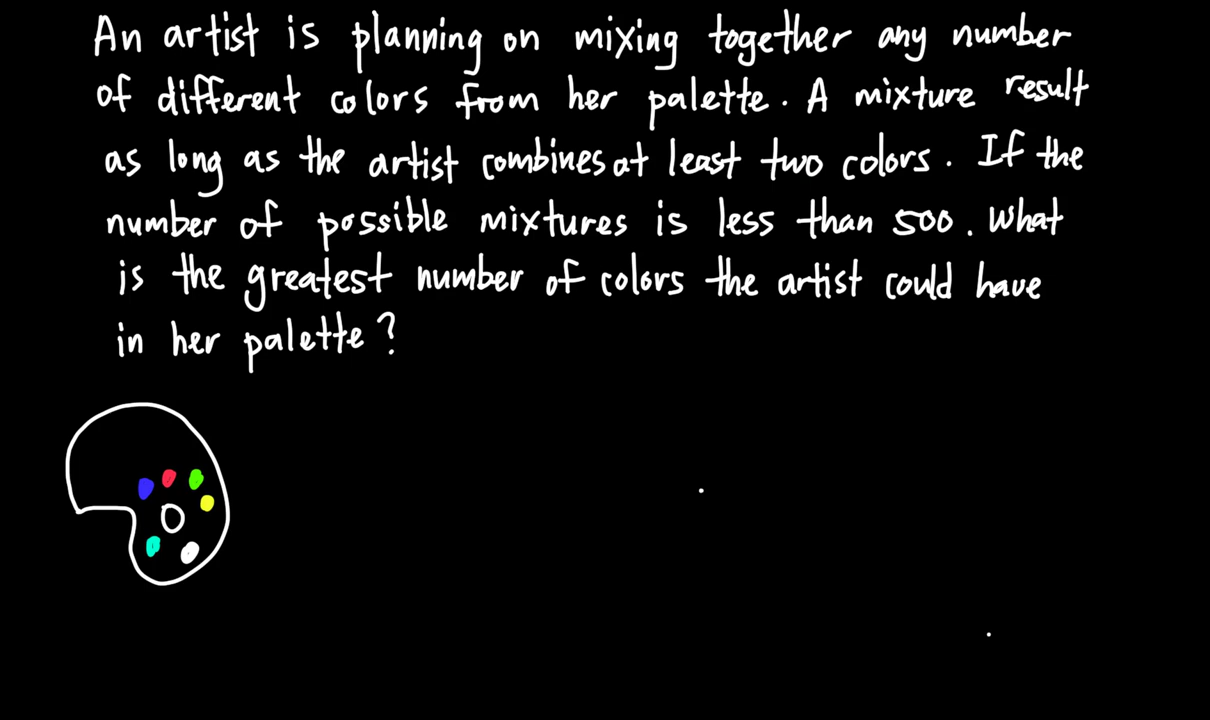 An artist is planning on mixing together any number
of different colors from her palette. A mixture result
as long as the artist combines at least two colors. If the
number of possible mixtures is less than 500. What
is the greatest number of colors the artist could have
in her palette?